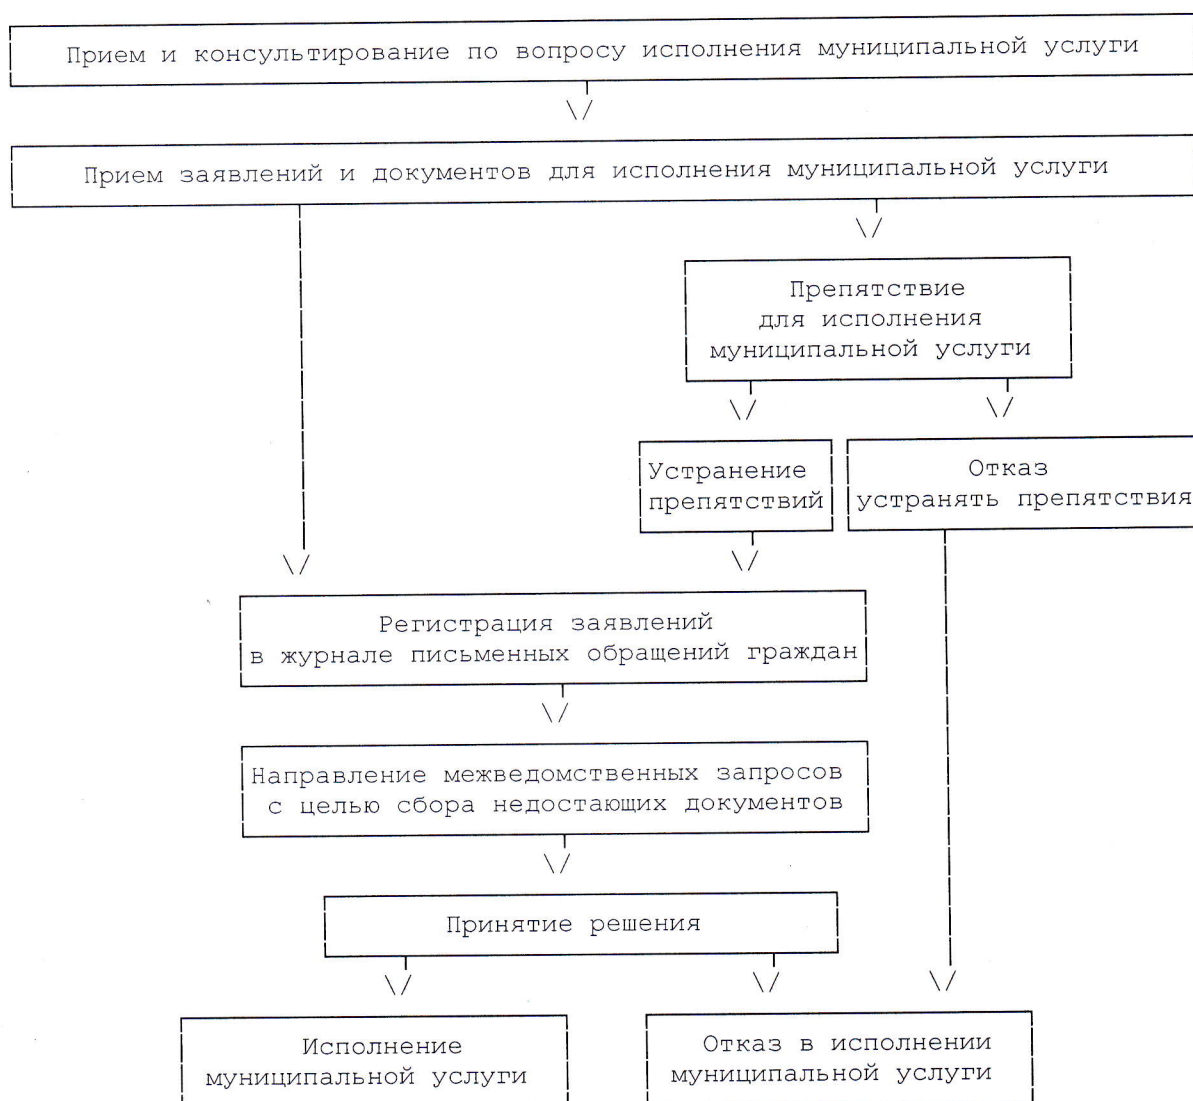 Прием и консультирование по вопросу исполнения муниципальной услуги
Прием заявлений и документов для исполнения муниципальной услуги
Препятствие
для исполнения
муниципальной услуги
Устранение
препятствий
Отказ
устранять препятствия
Регистрация заявлений
в журнале письменных обращений граждан
Направление межведомственных запросов
с целью сбора недостающих документов
Принятие решения
Исполнение
муниципальной услуги
Отказ в исполнении
муниципальной услуги